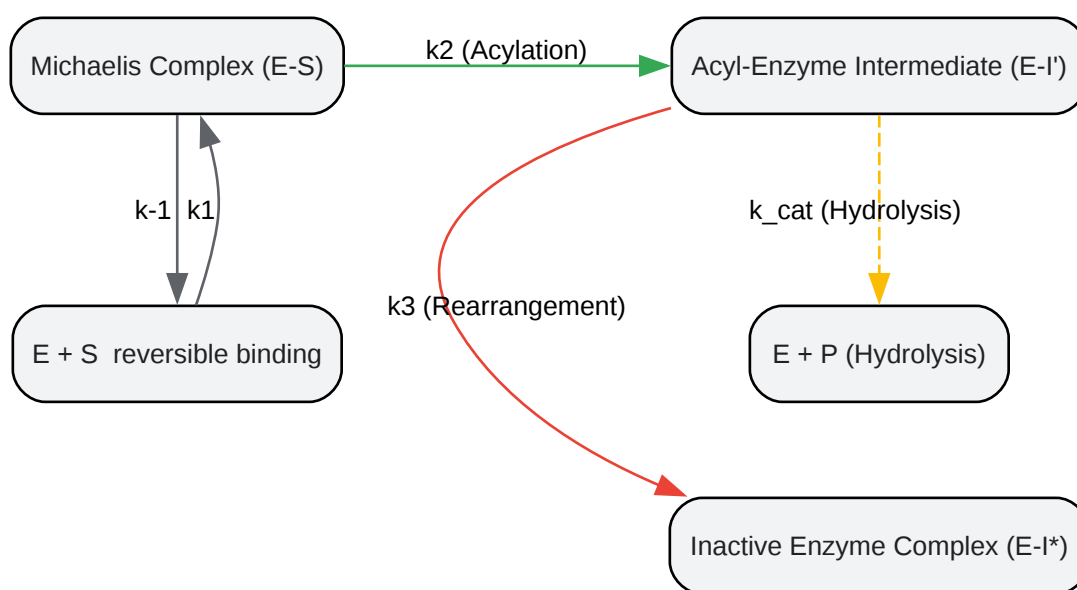 k2 (Acylation)
Michaelis Complex (E-S)
Acyl-Enzyme Intermediate (E-I')
k-1
k1
k_cat (Hydrolysis)
k3 (Rearrangement)
E + S  reversible binding
E + P (Hydrolysis)
Inactive Enzyme Complex (E-I*)